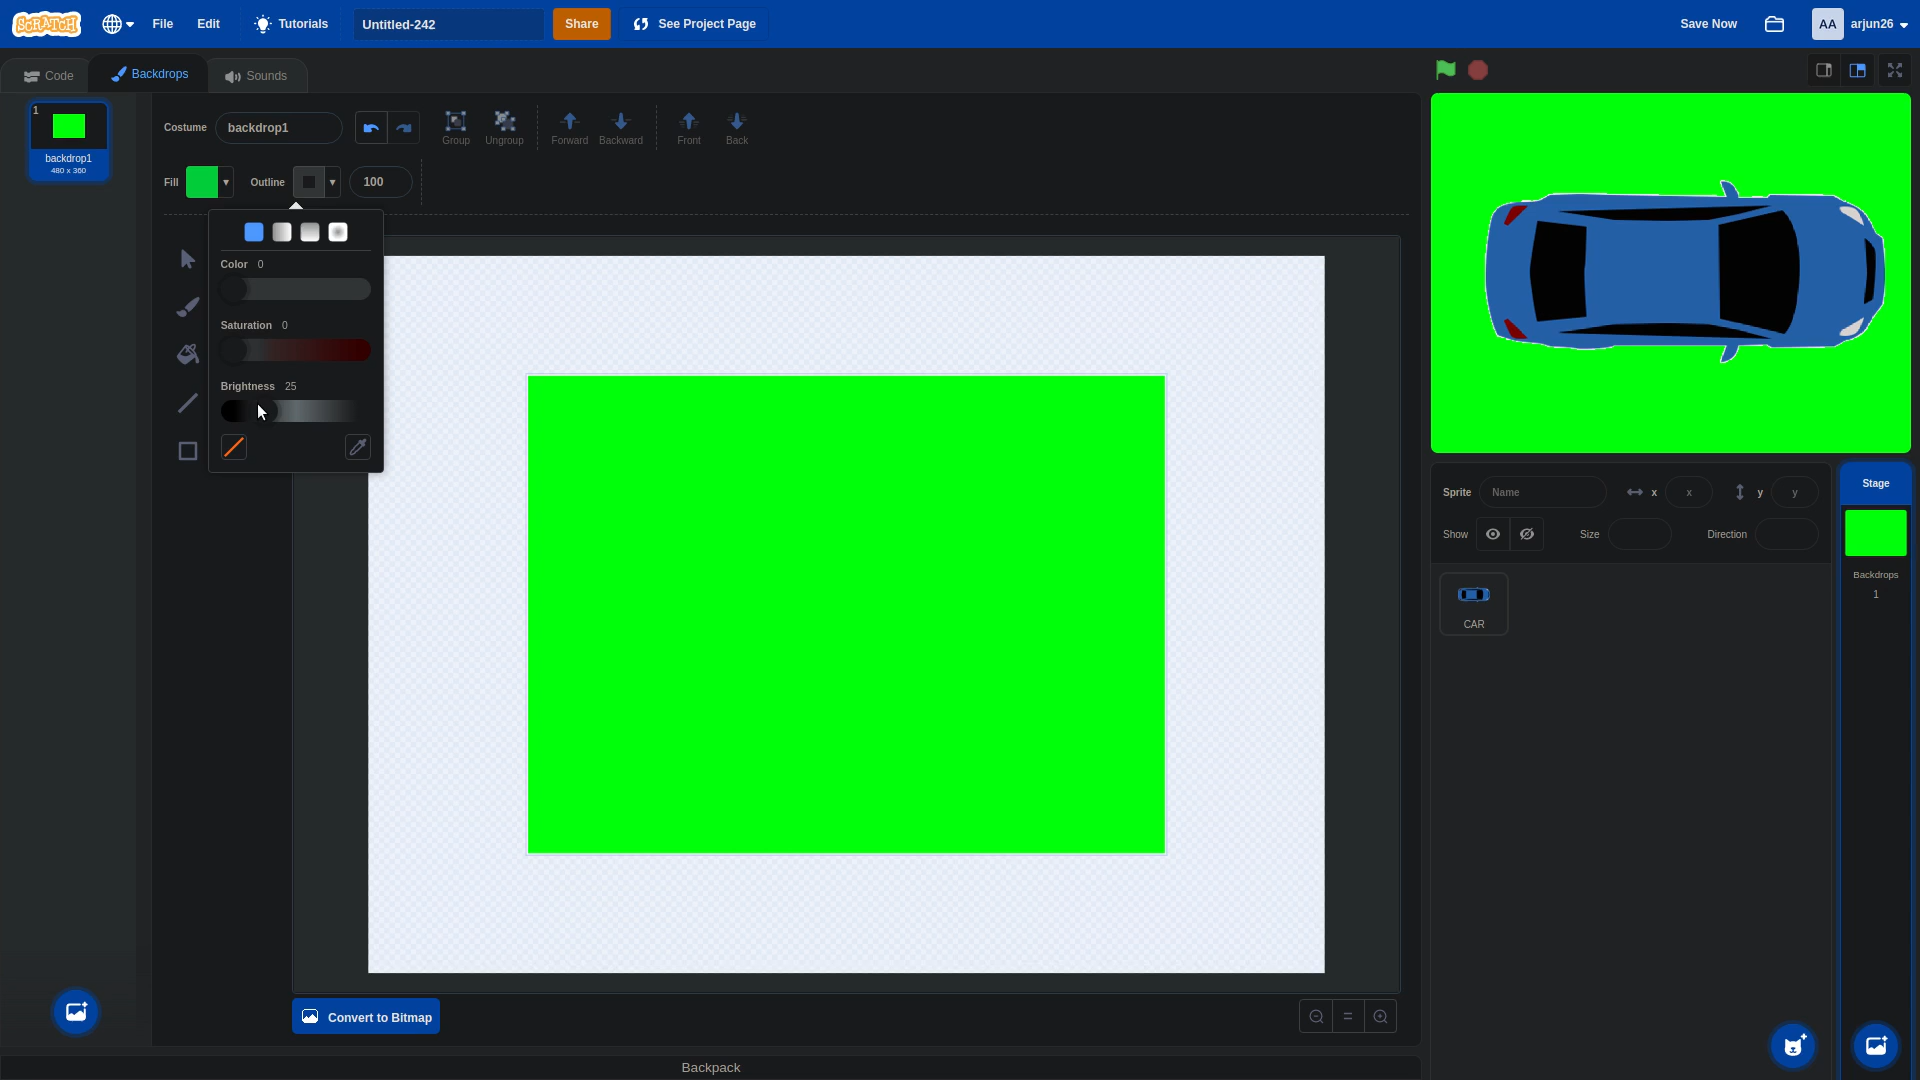 SCRATCH File Edit Tutorials Untitled-242 Share See Project Page Save Now AA arjun26
Code Backdrops Sounds
1
backdrop1
480 x 360
Costume backdrop1 Group Ungroup Forward Backward Front Back
Fill Outline 100
Color 0
Saturation 0
Brightness 25
Convert to Bitmap
Backpack
Sprite Name x x y y
Show Size Direction
CAR
Stage
Backdrops
1